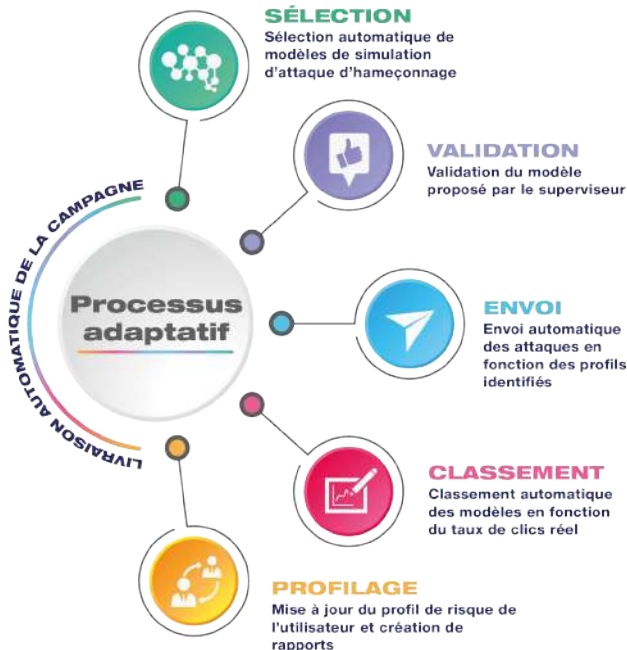 SÉLECTION
Sélection automatique de
modèles de simulation
d'attaque d'hameçonnage
VALIDATION
Validation du modèle
proposé par le superviseur
LIVRAISON AUTOMATIQUE DE LA CAMPAGNE
Processus
adaptatif
ENVOI
Envoi automatique
des attaques en
fonction des profils
identifiés
CLASSEMENT
Classement automatique
des modèles en fonction
du taux de clics réel
PROFILAGE
Mise à jour du profil de risque de
l'utilisateur et création de
rapports